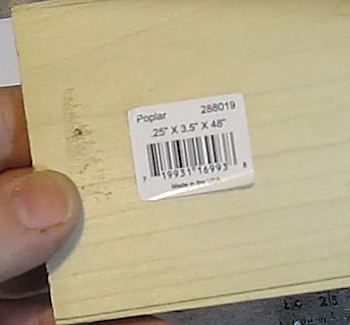 Poplar 288019
.25" X 3.5" X 48"
7 19931 16993 8
Made in the USA